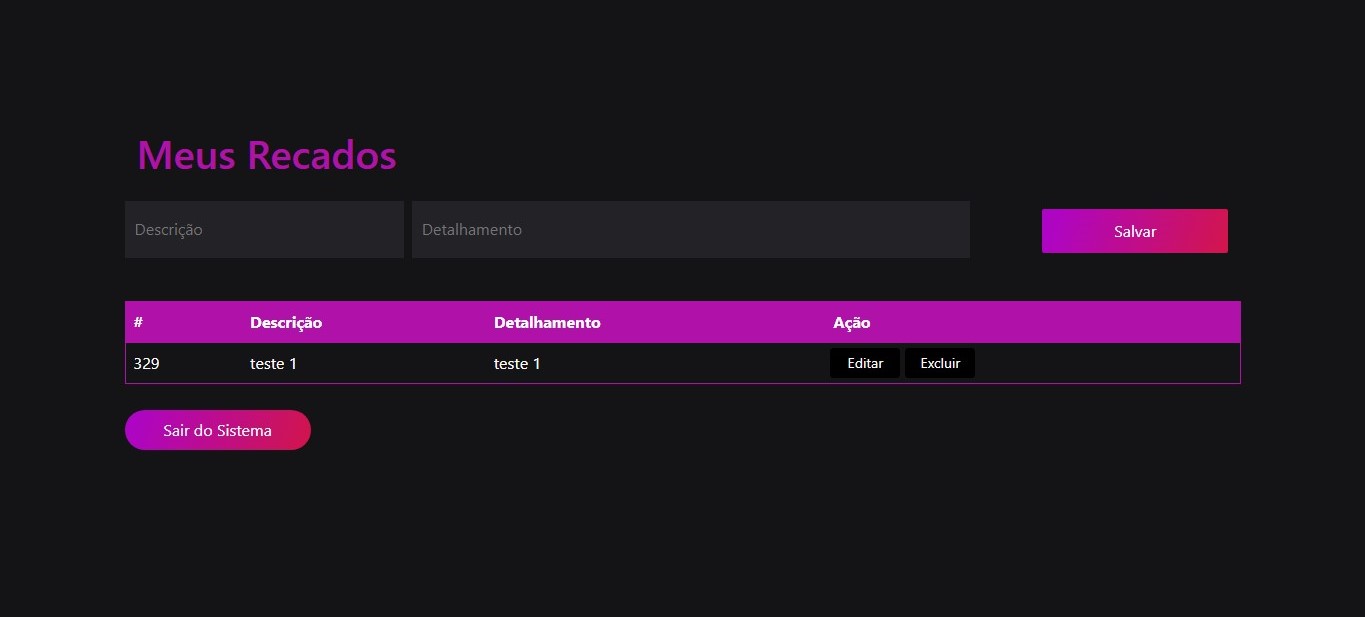 Meus Recados
Descrição Detalhamento Salvar
# Descrição Detalhamento Ação
329 teste 1 teste 1 Editar Excluir
Sair do Sistema